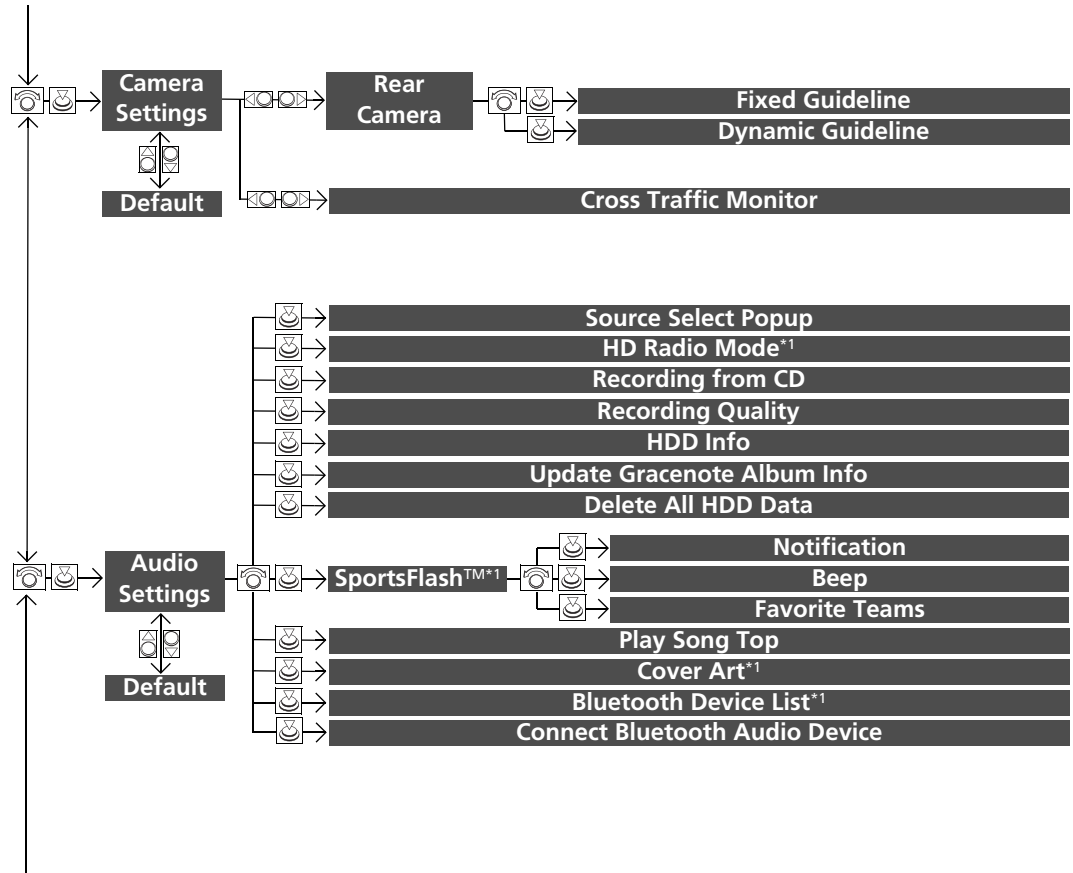 Camera
Settings
Rear
Camera
Fixed Guideline
Dynamic Guideline
Default
Cross Traffic Monitor
Source Select Popup
HD Radio Mode*1
Recording from CD
Recording Quality
HDD Info
Update Gracenote Album Info
Delete All HDD Data
Audio
Settings
SportsFlash™*1
Notification
Beep
Favorite Teams
Play Song Top
Cover Art*1
Default
Bluetooth Device List*1
Connect Bluetooth Audio Device